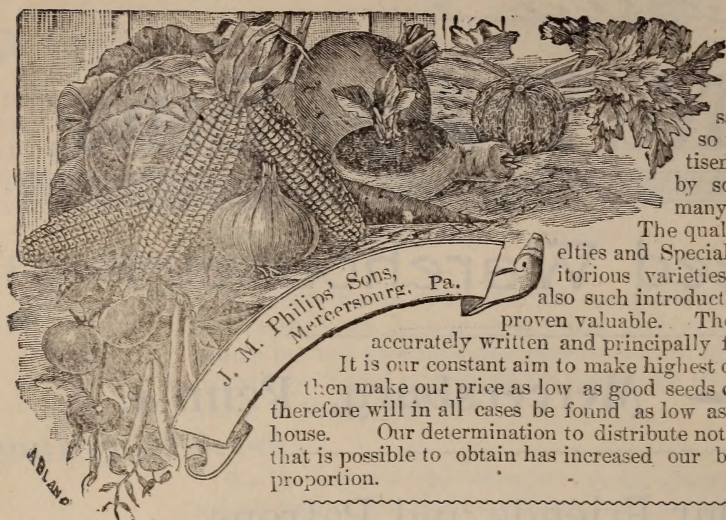 J. M. Philips' Sons,
Mercersburg, Pa.
A BLANC
s
so
tiser
by so
many
The qual
elties and Special
itorious varieties
also such introduct
proven valuable. The
accurately written and principally f
It is our constant aim to make highest
then make our price as low as good seeds
therefore will in all cases be found as low as
house. Our determination to distribute not
that is possible to obtain has increased our b
proportion.